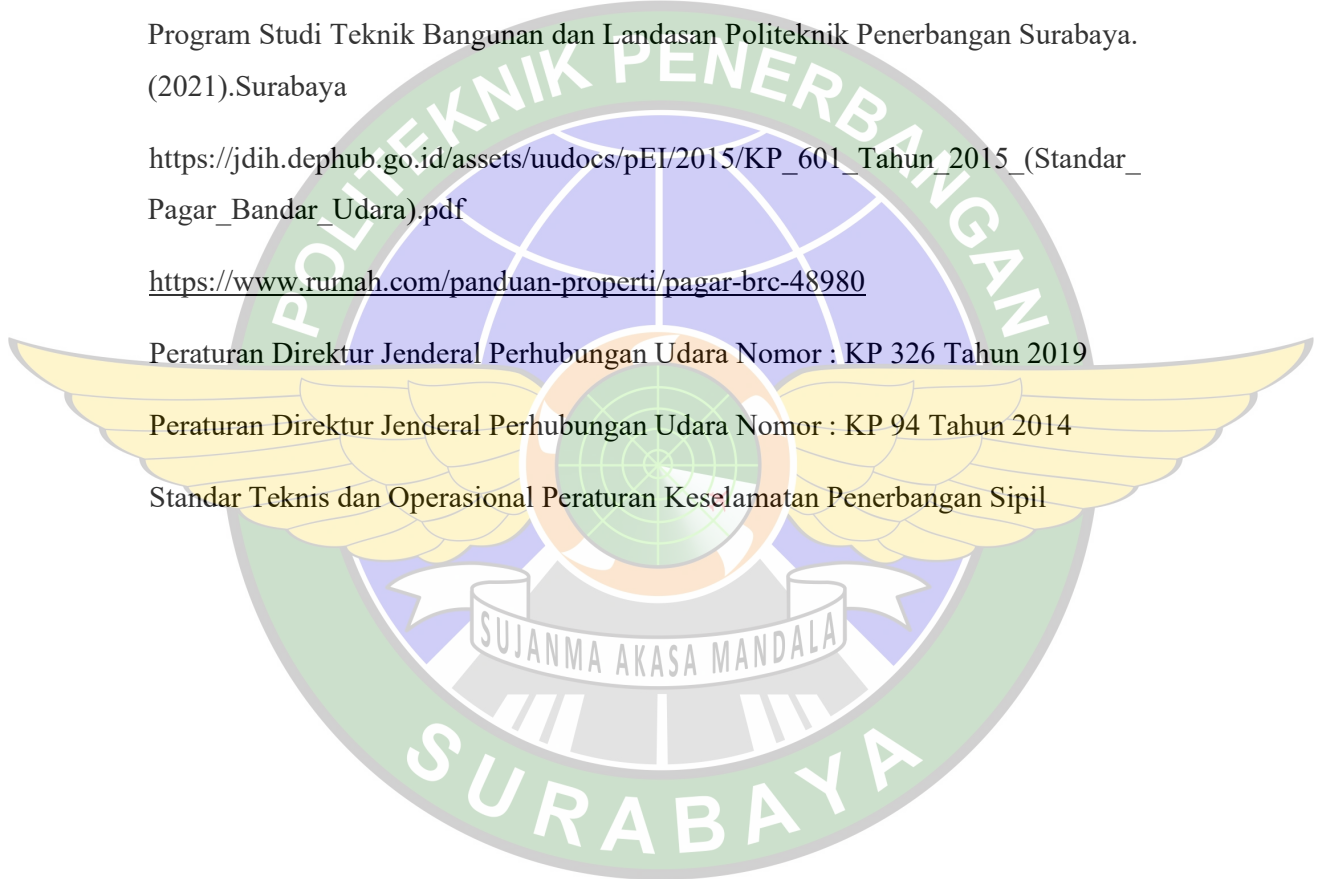 Program Studi Teknik Bangunan dan Landasan Politeknik Penerbangan Surabaya.
(2021).Surabaya
https://jdih.dephub.go.id/assets/uudocs/pEI/2015/KP_601_Tahun_2015_(Standar_
Pagar_Bandar_Udara).pdf
https://www.rumah.com/panduan-properti/pagar-brc-48980
Peraturan Direktur Jenderal Perhubungan Udara Nomor : KP 326 Tahun 2019
Peraturan Direktur Jenderal Perhubungan Udara Nomor : KP 94 Tahun 2014
Standar Teknis dan Operasional Peraturan Keselamatan Penerbangan Sipil
POLITEKNIK PENERBANGAN
SUJANMA AKASA MANDALA
SURABAYA